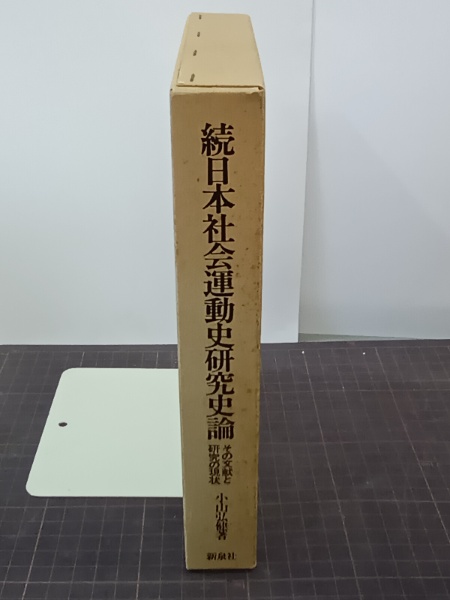 続日本社会運動史研究史論
その文献と
研究の現状
小山弘健著
新泉社